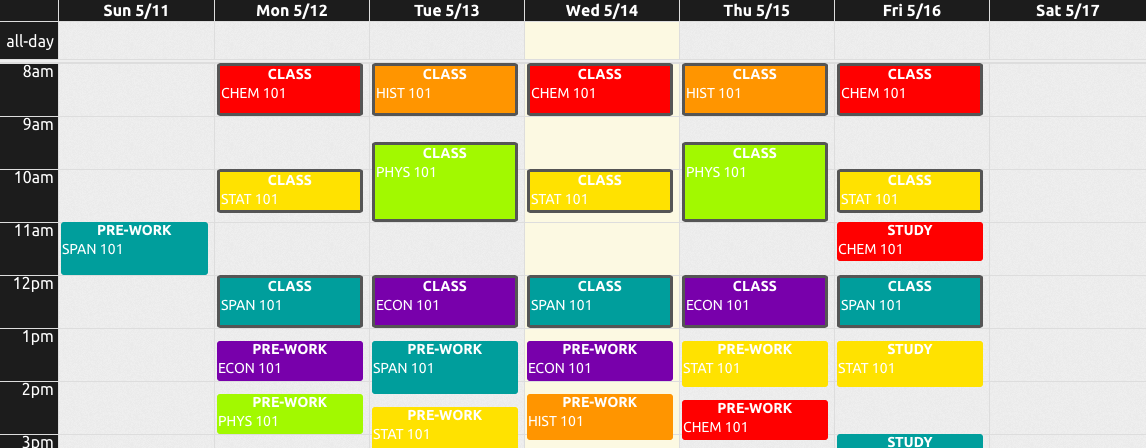 Sun 5/11 Mon 5/12 Tue 5/13 Wed 5/14 Thu 5/15 Fri 5/16 Sat 5/17
all-day
8am CLASS CLASS CLASS CLASS CLASS
CHEM 101 HIST 101 CHEM 101 HIST 101 CHEM 101
9am
CLASS CLASS
10am PHYS 101 PHYS 101
CLASS CLASS CLASS
STAT 101 STAT 101 STAT 101
11am PRE-WORK STUDY
SPAN 101 CHEM 101
12pm CLASS CLASS CLASS CLASS CLASS
SPAN 101 ECON 101 SPAN 101 ECON 101 SPAN 101
1pm
PRE-WORK PRE-WORK PRE-WORK PRE-WORK STUDY
ECON 101 SPAN 101 ECON 101 STAT 101 STAT 101
2pm
PRE-WORK PRE-WORK
PHYS 101 HIST 101
PRE-WORK PRE-WORK
STAT 101 CHEM 101
3pm STUDY